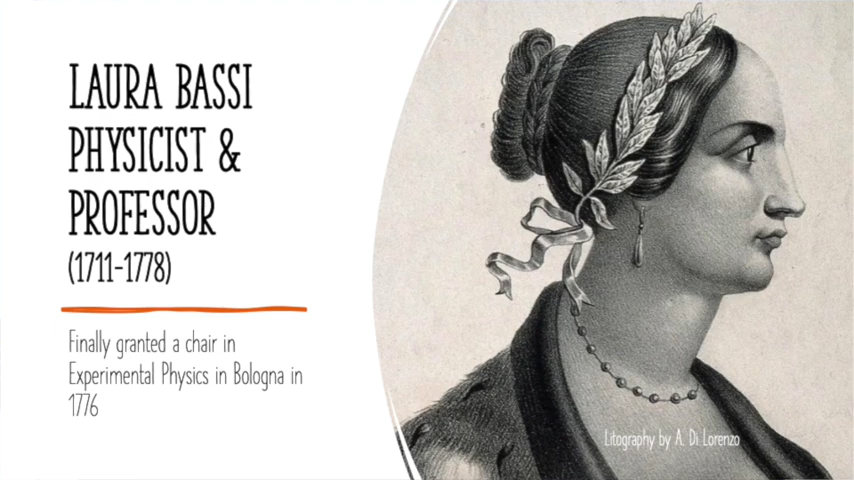 LAURA BASSI
PHYSICIST &
PROFESSOR
(1711-1778)
Finally granted a chair in
Experimental Physics in Bologna in
1776
Litography by A. Di Lorenzo